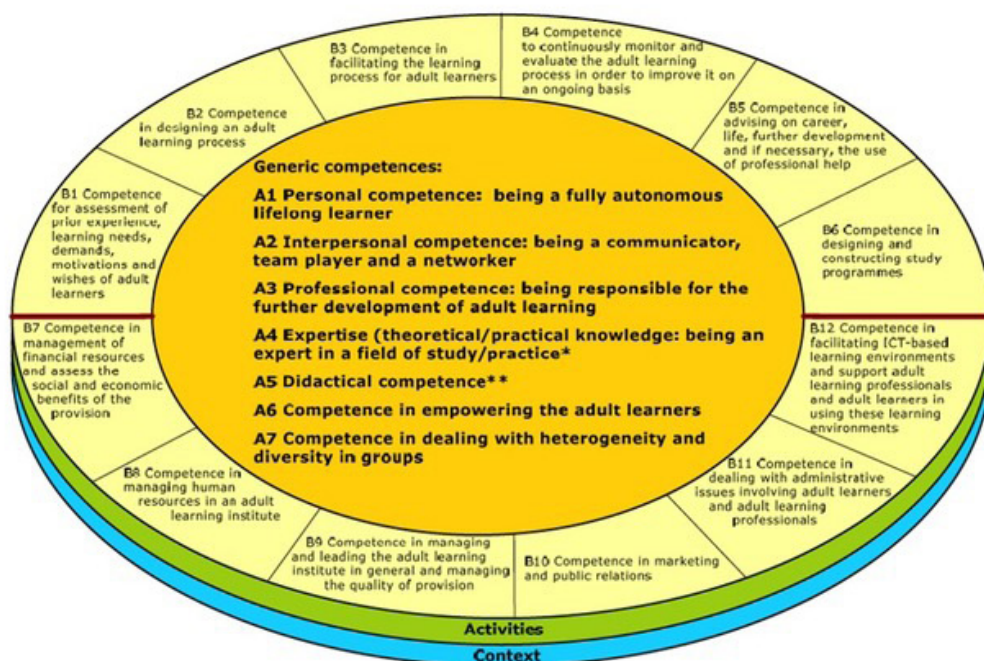 B3 Competence in
facilitating the learning
process for adult learners
B4 Competence
to continuously monitor and
evaluate the adult learning
process in order to improve it on
an ongoing basis
B2 Competence
in designing an adult
learning process
B5 Competence in
advising on career,
life, further development
and if necessary, the
use of professional help
B1 Competence
for assessment of
prior experience,
learning needs,
demands,
motivations and
wishes of adult
learners
B6 Competence in
designing and
constructing study
programmes
Generic competences:
A1 Personal competence: being a fully autonomous
lifelong learner
A2 Interpersonal competence: being a communicator,
team player and a networker
A3 Professional competence: being responsible for the
further development of adult learning
A4 Expertise (theoretical/practical knowledge: being an
expert in a field of study/practice*
A5 Didactical competence**
A6 Competence in empowering the adult learners
A7 Competence in dealing with heterogeneity and
diversity in groups
B7 Competence in
management of
financial resources
and assess the
social and economic
benefits of the
provision
B12 Competence in
facilitating ICT-based
learning environments
and support adult
learning professionals
and adult learners in
using these learning
environments
B8 Competence in
managing human
resources in an adult
learning institute
B11 Competence in
dealing with administrative
issues involving adult learners
and adult learning
professionals
B9 Competence in managing
and leading the adult learning
institute in general and managing
the quality of provision
B10 Competence in marketing
and public relations
Activities
Context